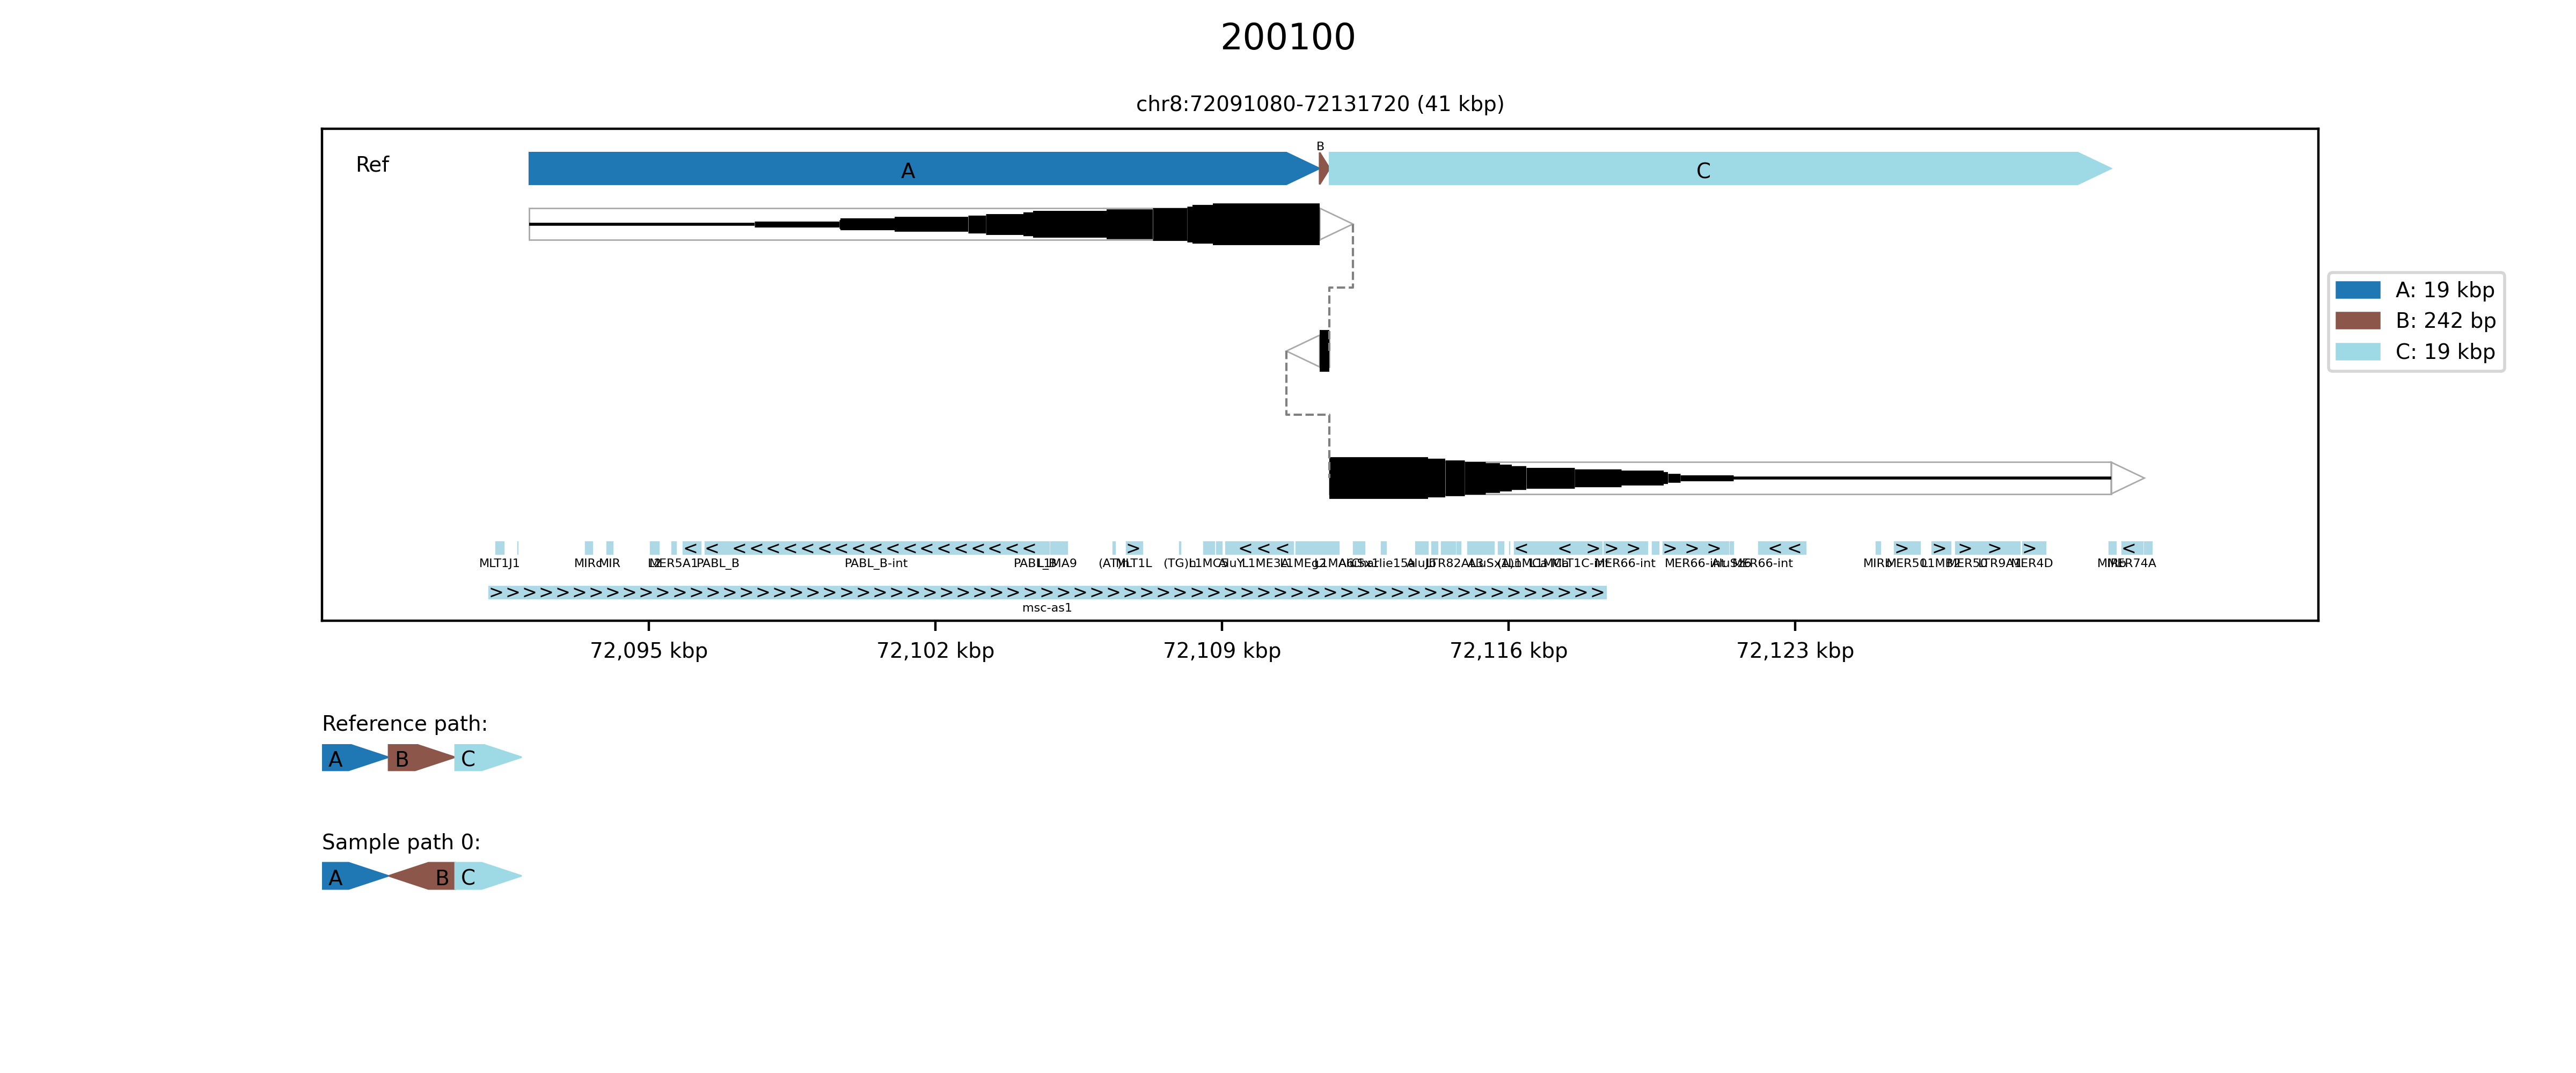 200100
chr8:72091080-72131720 (41 kbp)
Ref
A
B
C
A: 19 kbp
B: 242 bp
C: 19 kbp
MLT1J1 MIR MER5A1 PABL_B PABL_B-int MLT1L MER66-int MER66-int MER4D MER74A
msc-as1
72,095 kbp 72,102 kbp 72,109 kbp 72,116 kbp 72,123 kbp
Reference path:
A B C
Sample path 0:
A B C